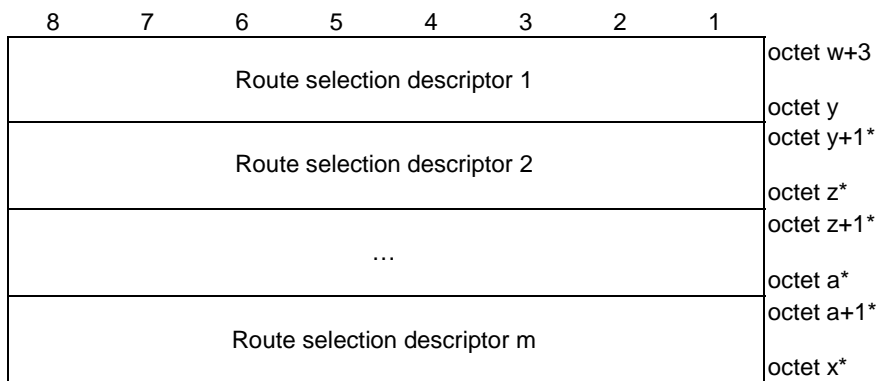 8 7 6 5 4 3 2 1
octet w+3
Route selection descriptor 1
octet y
octet y+1*
Route selection descriptor 2
octet z*
octet z+1*
…
octet a*
octet a+1*
Route selection descriptor m
octet x*